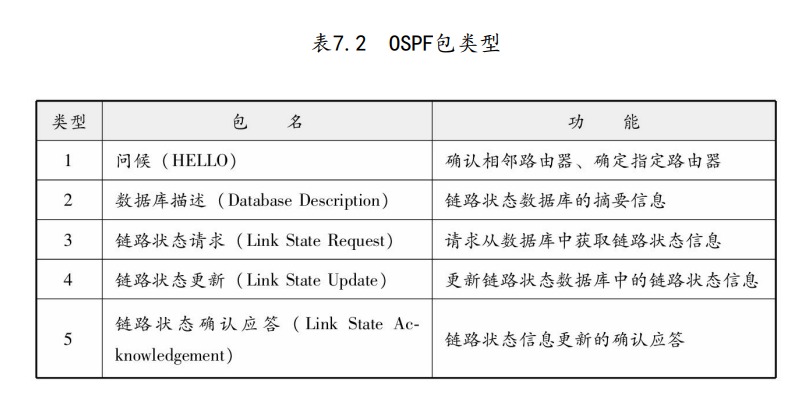 表7.2 OSPF包类型
类型 包 名 功 能
1 问候（HELLO） 确认相邻路由器、确定指定路由器
2 数据库描述（Database Description） 链路状态数据库的摘要信息
3 链路状态请求（Link State Request） 请求从数据库中获取链路状态信息
4 链路状态更新（Link State Update） 更新链路状态数据库中的链路状态信息
5 链路状态确认应答（Link State Ac-
knowledgement） 链路状态信息更新的确认应答